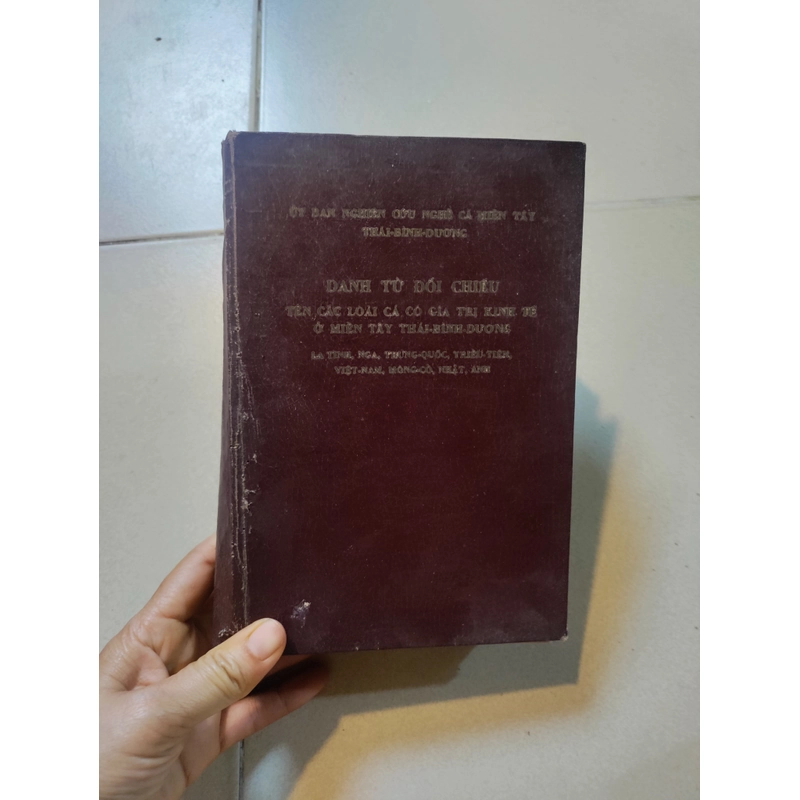 ỦY BAN NGHIÊN CỨU NGHỀ CÁ MIỀN TÂY
THÁI-BÌNH-DƯƠNG
DANH TỪ ĐỐI CHIẾU
TÊN CÁC LOÀI CÁ CÓ GIÁ TRỊ KINH TẾ
Ở MIỀN TÂY THÁI-BÌNH-DƯƠNG
LA TINH, NGA, TRUNG-QUỐC, TRIỀU-TIÊN,
VIỆT-NAM, MÔNG-CỔ, NHẬT, ANH